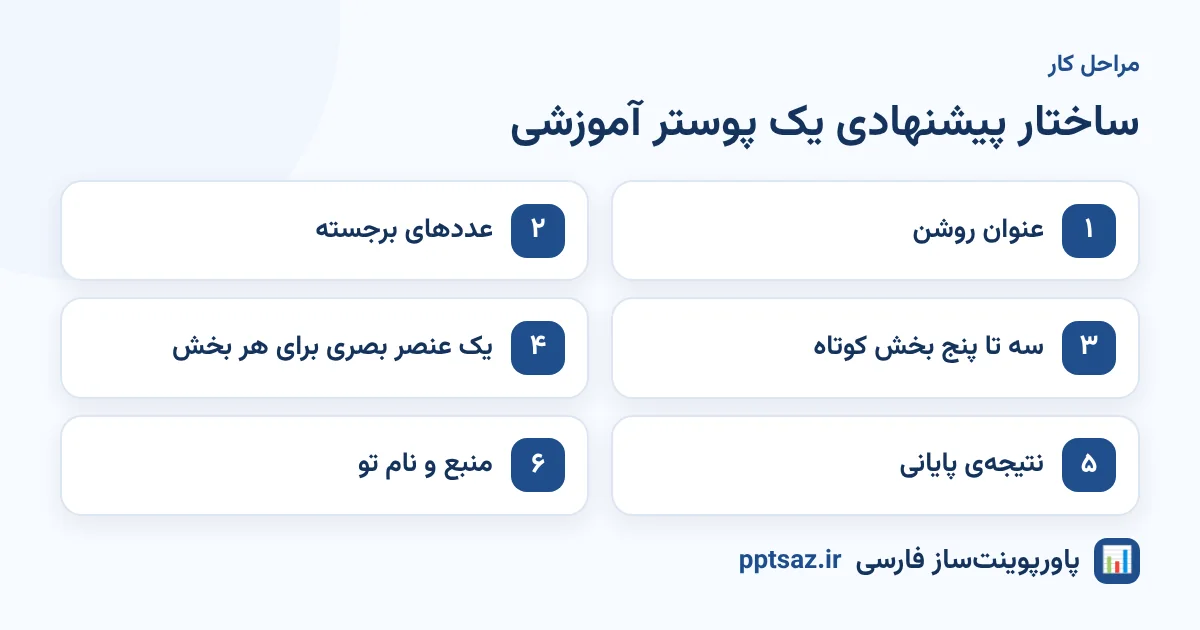 مراحل کار
ساختار پیشنهادی یک پوستر آموزشی
۱ عنوان روشن
۲ عددهای برجسته
۳ سه تا پنج بخش کوتاه
۴ یک عنصر بصری برای هر بخش
۵ نتیجه‌ی پایانی
۶ منبع و نام تو
پاورپوینت‌ساز فارسی pptsaz.ir